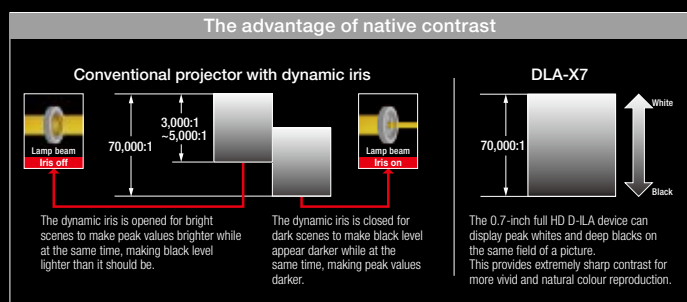 The advantage of native contrast
Conventional projector with dynamic iris
Lamp beam
Iris off
70,000:1
3,000:1
~5,000:1
Lamp beam
Iris on
The dynamic iris is opened for bright
scenes to make peak values brighter while
at the same time, making black level
lighter than it should be.
The dynamic iris is closed for
dark scenes to make black level
appear darker while at the
same time, making peak values
darker.
DLA-X7
70,000:1
White
Black
The 0.7-inch full HD D-ILA device can
display peak whites and deep blacks on
the same field of a picture.
This provides extremely sharp contrast for
more vivid and natural colour reproduction.